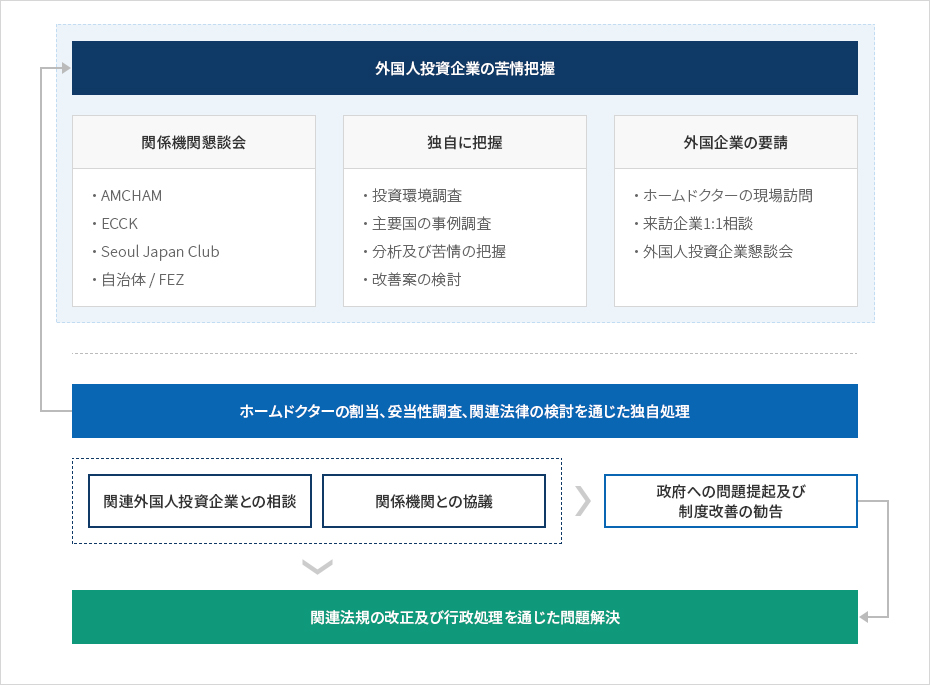 外国人投資企業の苦情把握
関係機関懇談会
・AMCHAM
・ECCK
・Seoul Japan Club
・自治体 / FEZ
独自に把握
・投資環境調査
・主要国の事例調査
・分析及び苦情の把握
・改善案の検討
外国企業の要請
・ホームドクターの現場訪問
・来訪企業1:1相談
・外国人投資企業懇談会
ホームドクターの割当、妥当性調査、関連法律の検討を通じた独自処理
関連外国人投資企業との相談
関係機関との協議
政府への問題提起及び
制度改善の勧告
関連法規の改正及び行政処理を通じた問題解決